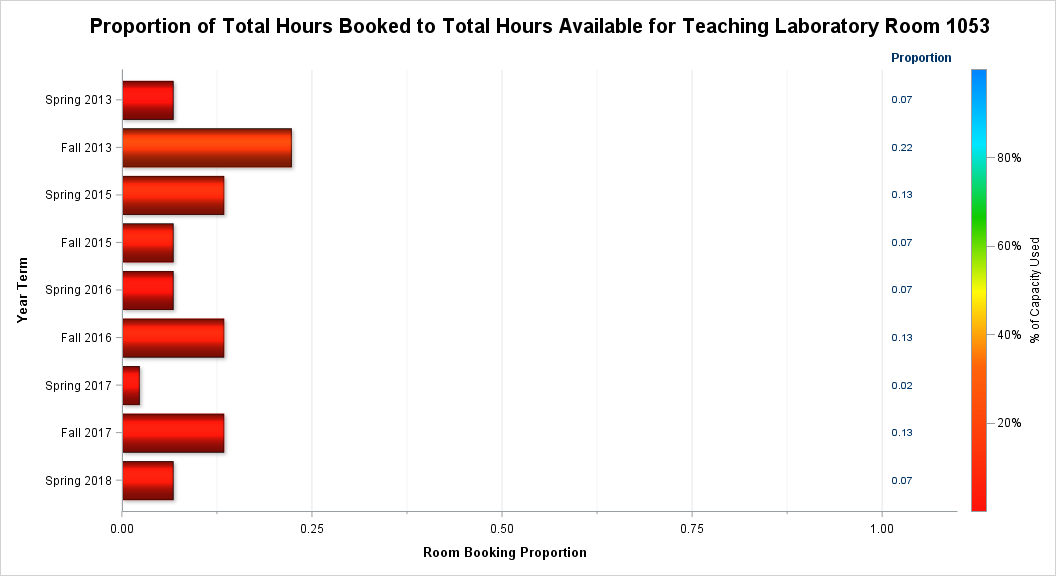 Proportion of Total Hours Booked to Total Hours Available for Teaching Laboratory Room 1053
Proportion
Spring 2013 0.07
Fall 2013 0.22
Spring 2015 0.13
Fall 2015 0.07
Spring 2016 0.07
Fall 2016 0.13
Spring 2017 0.02
Fall 2017 0.13
Spring 2018 0.07
Year Term
0.00 0.25 0.50 0.75 1.00
Room Booking Proportion
80%
60%
40%
20%
% of Capacity Used